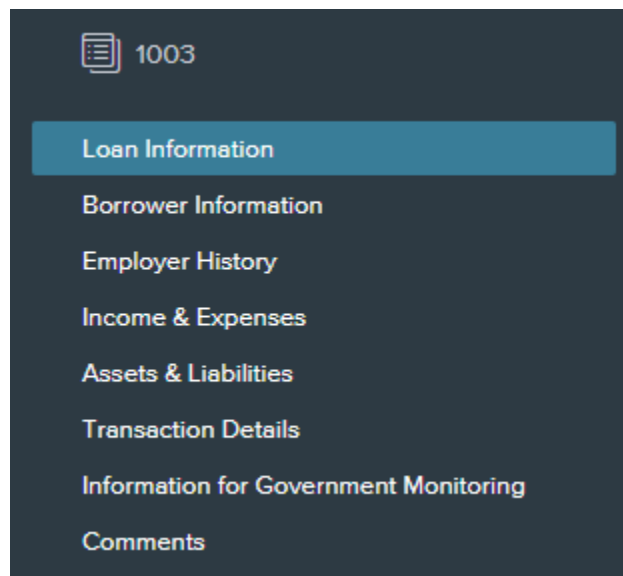 1003
Loan Information
Borrower Information
Employer History
Income & Expenses
Assets & Liabilities
Transaction Details
Information for Government Monitoring
Comments